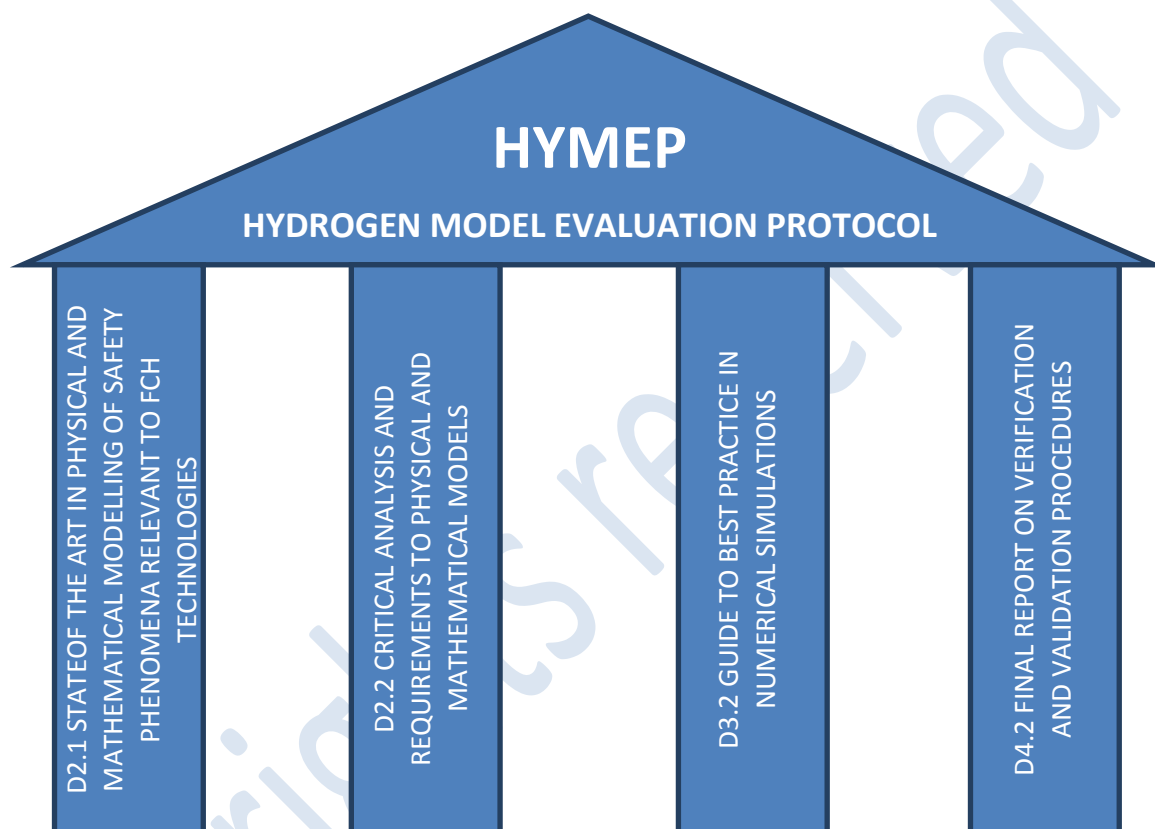 HYMEP
HYDROGEN MODEL EVALUATION PROTOCOL
D2.1 STATEOF THE ART IN PHYSICAL AND
MATHEMATICAL MODELLING OF SAFETY
PHENOMENA RELEVANT TO FCH
TECHNOLOGIES
D2.2 CRITICAL ANALYSIS AND
REQUIREMENTS TO PHYSICAL AND
MATHEMATICAL MODELS
D3.2 GUIDE TO BEST PRACTICE IN
NUMERICAL SIMULATIONS
D4.2 FINAL REPORT ON VERIFICATION
AND VALIDATION PROCEDURES